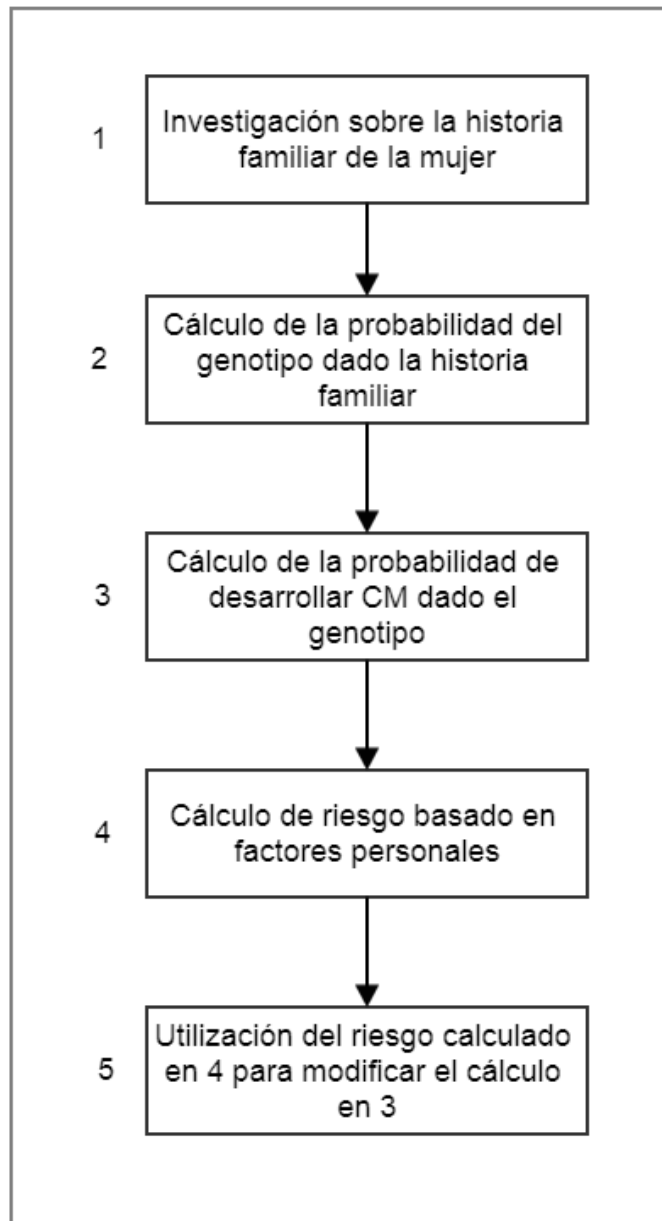 1
Investigación sobre la historia
familiar de la mujer
2
Cálculo de la probabilidad del
genotipo dado la historia
familiar
3
Cálculo de la probabilidad de
desarrollar CM dado el
genotipo
4
Cálculo de riesgo basado en
factores personales
5
Utilización del riesgo calculado
en 4 para modificar el cálculo
en 3